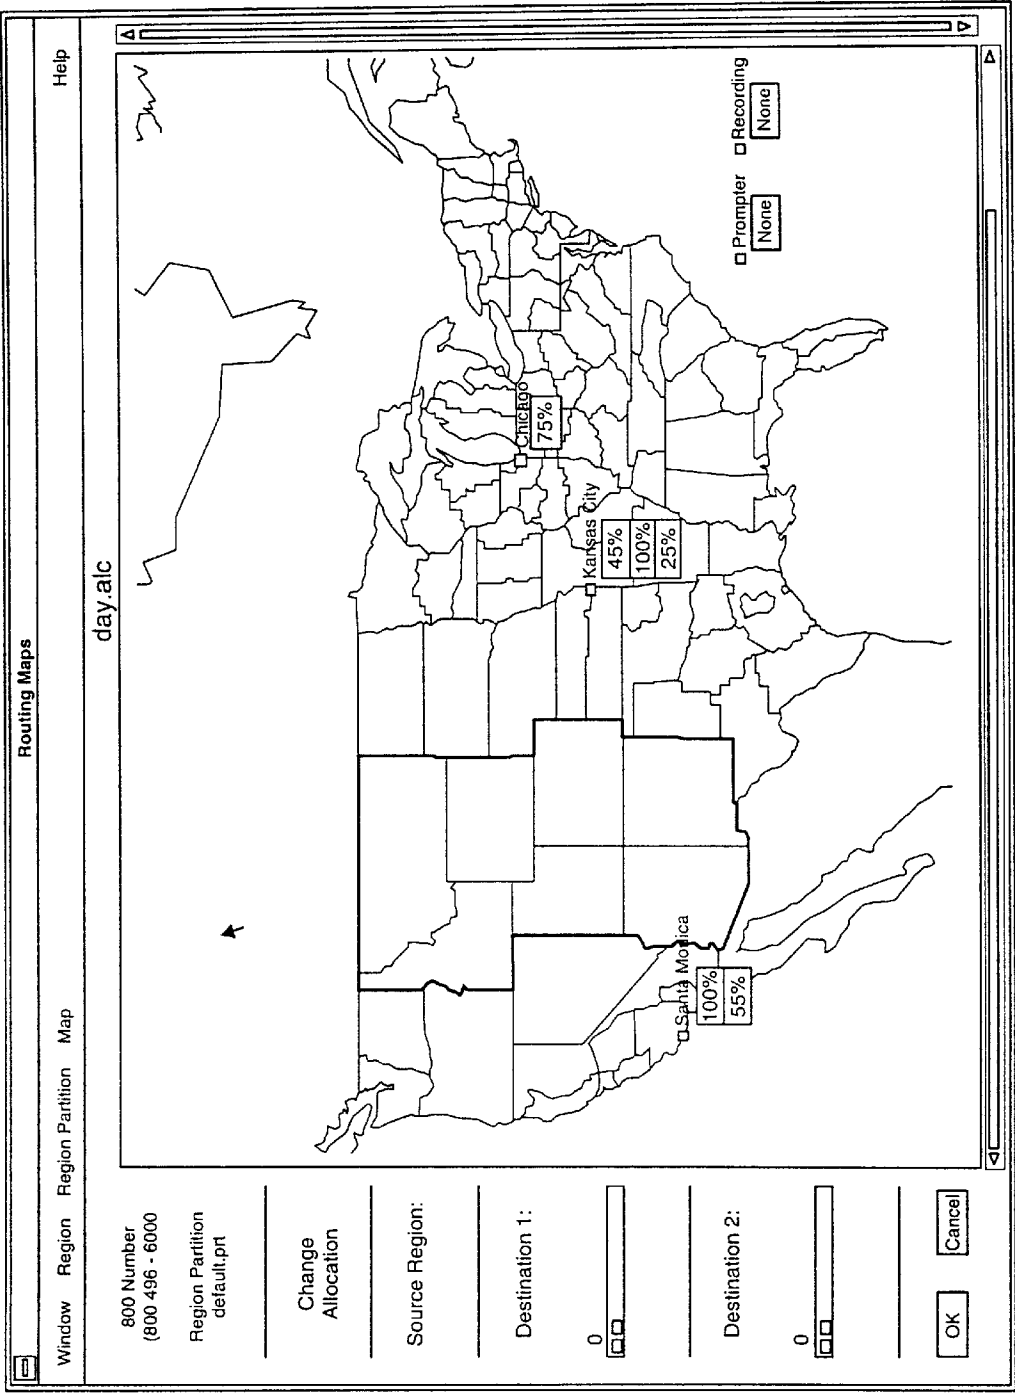 Routing Maps
Window Region Region Partition Map Help
day.alc
800 Number
(800 496 - 6000
Region Partition
default.prt
Change
Allocation
Source Region:
Destination 1:
0
Destination 2:
0
OK Cancel
Chicago
75%
Kansas City
45%
100%
25%
Santa Monica
100%
55%
Prompter
None
Recording
None